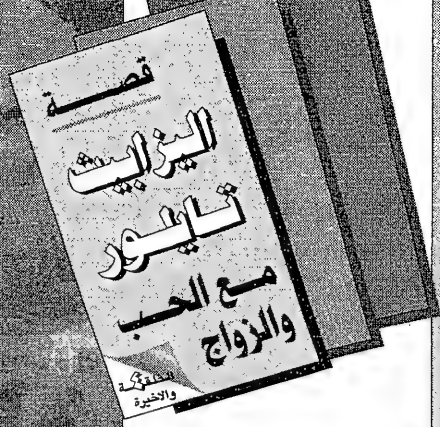 قصة
اليزابيث
تايلور
مع الحب
والزواج
الحلقة
والاخيرة